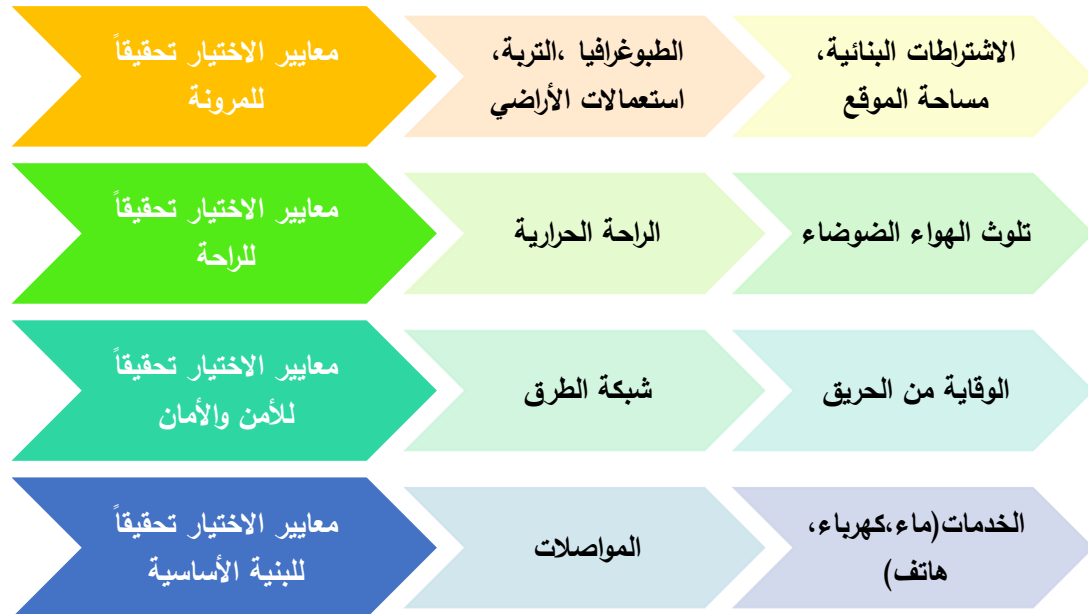 معايير الاختيار تحقيقاً
للمرونة
الطبوغرافيا ،التربة،
استعمالات الأراضي
الاشتراطات البنائية،
مساحة الموقع
معايير الاختيار تحقيقاً
للراحة
الراحة الحرارية
تلوث الهواء الضوضاء
معايير الاختيار تحقيقاً
للأمن والأمان
شبكة الطرق
الوقاية من الحريق
معايير الاختيار تحقيقاً
للبنية الأساسية
المواصلات
الخدمات(ماء،كهرباء،
هاتف)